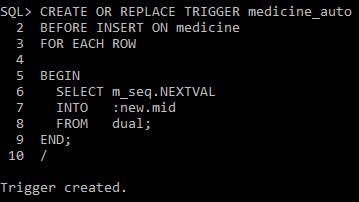 SQL> CREATE OR REPLACE TRIGGER medicine_auto
  2  BEFORE INSERT ON medicine
  3  FOR EACH ROW
  4
  5  BEGIN
  6    SELECT m_seq.NEXTVAL
  7    INTO   :new.mid
  8    FROM   dual;
  9  END;
 10  /
Trigger created.